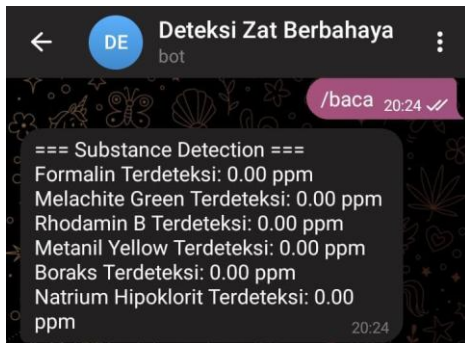 Deteksi Zat Berbahaya
DE
bot
/baca 20:24
=== Substance Detection ===
Formalin Terdeteksi: 0.00 ppm
Melachite Green Terdeteksi: 0.00 ppm
Rhodamin B Terdeteksi: 0.00 ppm
Metanil Yellow Terdeteksi: 0.00 ppm
Boraks Terdeteksi: 0.00 ppm
Natrium Hipoklorit Terdeteksi: 0.00
ppm
20:24